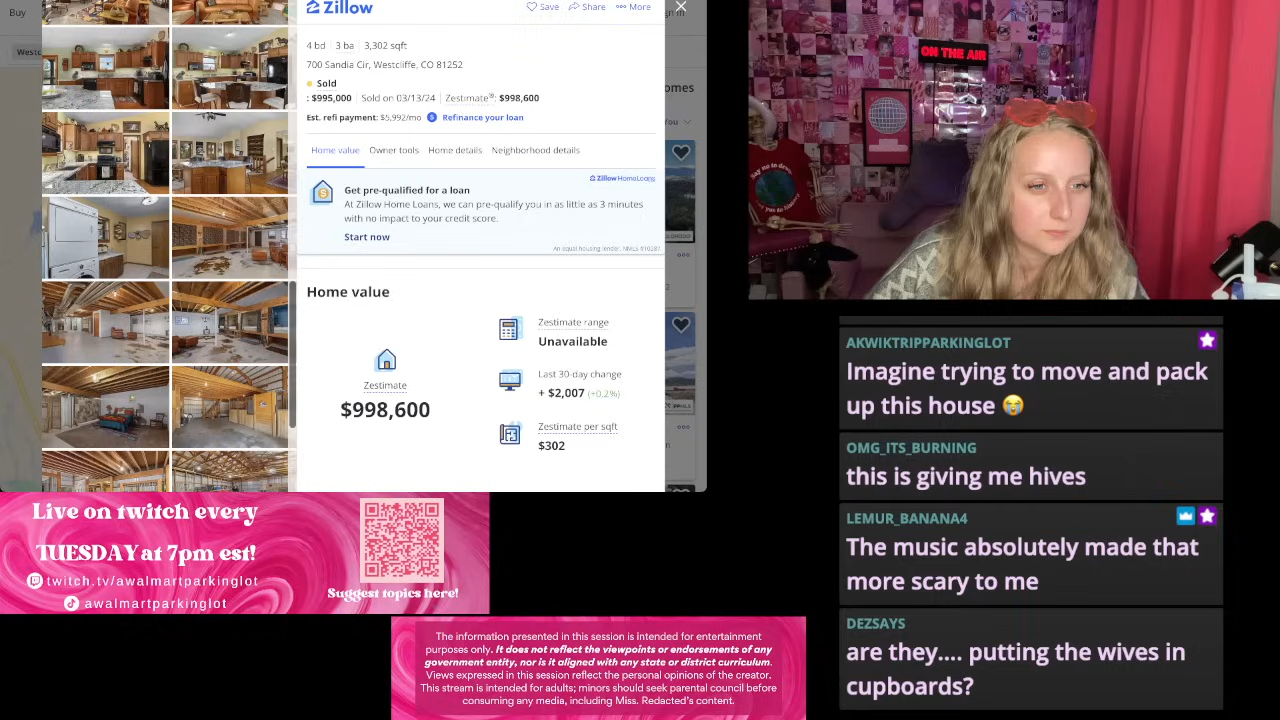 Buy
Zillow
Save
Share
More
4 bd 3 ba 3,302 sqft
700 Sandia Cir, Westcliffe, CO 81252
Sold
: $995,000 Sold on 03/13/24 Zestimate®: $998,600
Est. refi payment: $5,992/mo $ Refinance your loan
Home value Owner tools Home details Neighborhood details
Zillow HomeLoans
Get pre-qualified for a loan
At Zillow Home Loans, we can pre-qualify you in as little as 3 minutes
with no impact to your credit score.
Start now
An equal housing lender. NMLS #10287
Home value
Zestimate
$998,600
Zestimate range
Unavailable
Last 30-day change
+ $2,007 (+0.2%)
Zestimate per sqft
$302
omes
ON THE AIR
AKWIKTRIPPARKINGLOT
Imagine trying to move and pack
up this house 😭
OMG_ITS_BURNING
this is giving me hives
LEMUR_BANANA4
The music absolutely made that
more scary to me
DEZSAYS
are they.... putting the wives in
cupboards?
Live on twitch every
TUESDAY at 7pm est!
twitch.tv/awalmartparkinglot
awalmartparkinglot
Suggest topics here!
The information presented in this session is intended for entertainment
purposes only. It does not reflect the viewpoints or endorsements of any
government entity, nor is it aligned with any state or district curriculum.
Views expressed in this session reflect the personal opinions of the creator.
This stream is intended for adults; minors should seek parental council before
consuming any media, including Miss. Redacted's content.